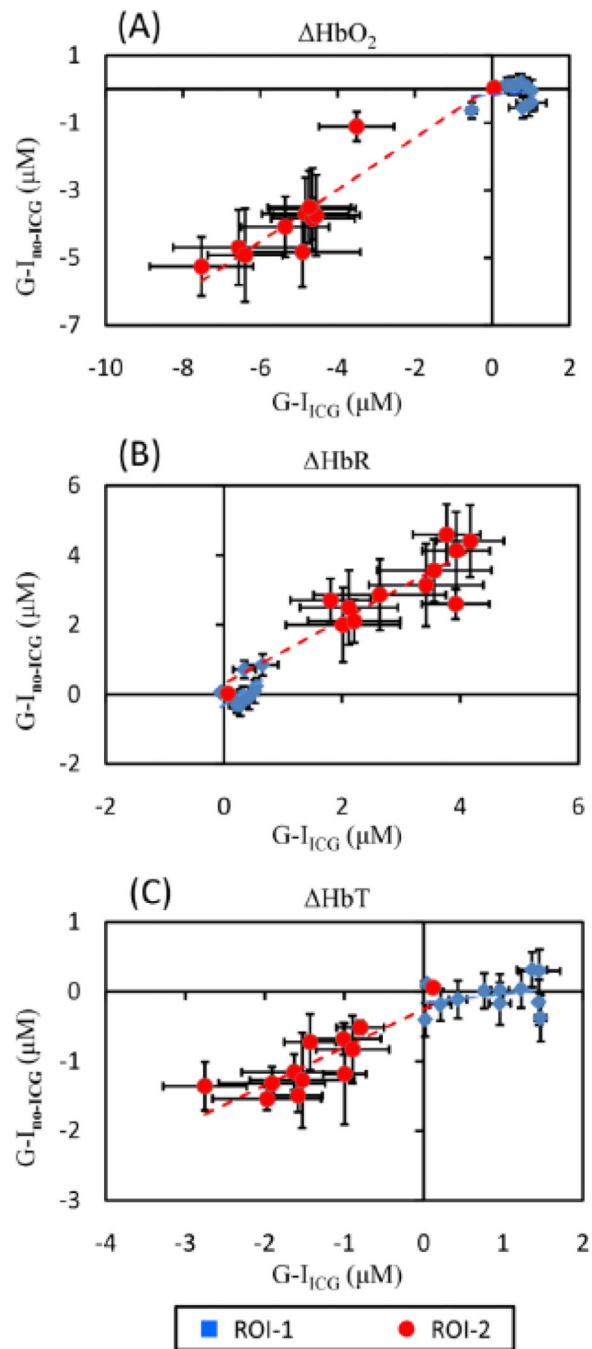 (A)
ΔHbO₂
1
-1
-3
-5
-7
G-Ino-ICG (μM)
-10 -8 -6 -4 -2 0 2
G-IICG (μM)
(B)
ΔHbR
6
4
2
0
-2
G-Ino-ICG (μM)
-2 0 2 4 6
G-IICG (μM)
(C)
ΔHbT
1
0
-1
-2
-3
G-Ino-ICG (μM)
-4 -3 -2 -1 0 1 2
G-IICG (μM)
ROI-1 ROI-2